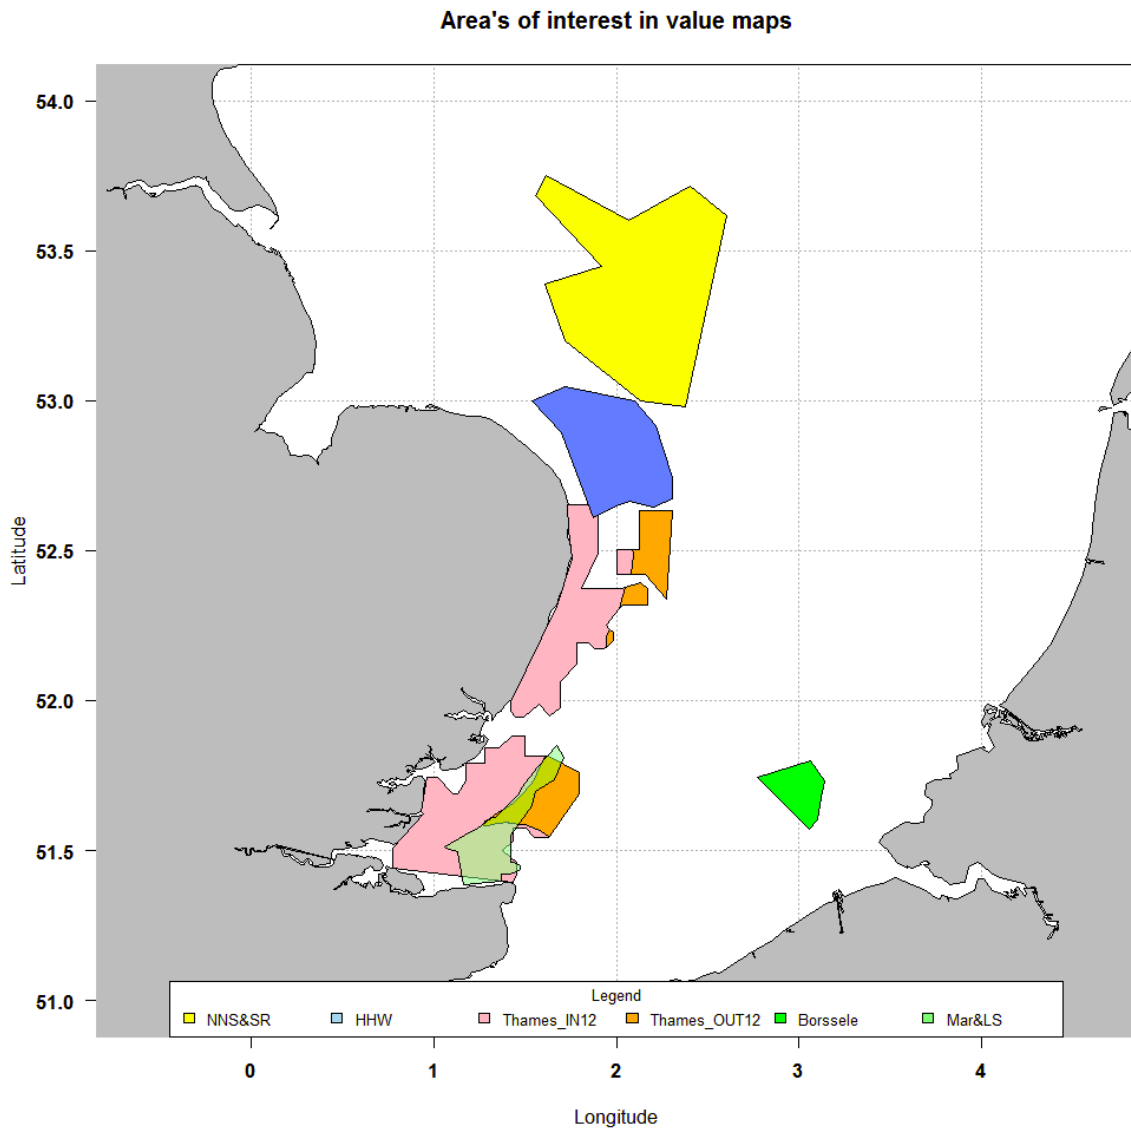 Area's of interest in value maps
54.0
53.5
53.0
52.5
52.0
51.5
51.0
Latitude
Legend
NNS&SR HHW Thames_IN12 Thames_OUT12 Borssele Mar&LS
0 1 2 3 4
Longitude